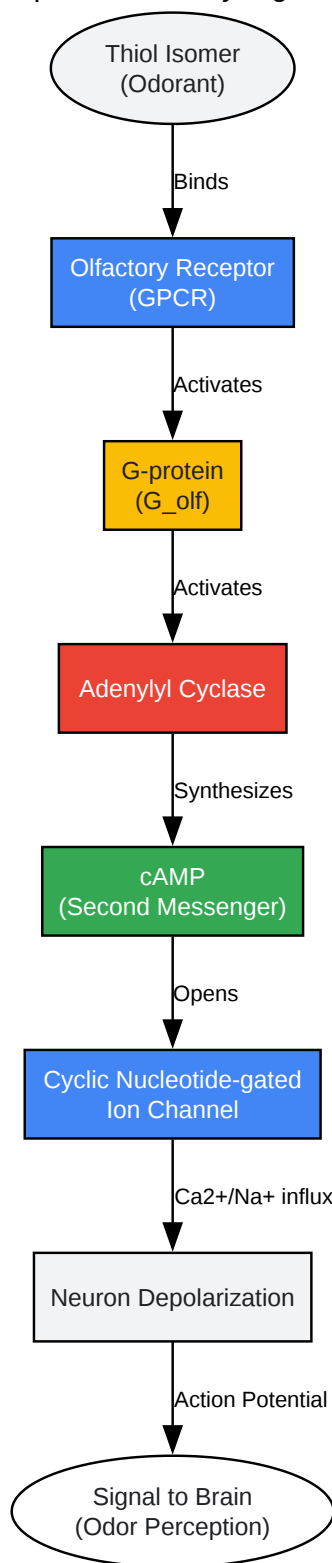 Thiol Isomer
(Odorant)
Binds
Olfactory Receptor
(GPCR)
Activates
G-protein
(G_olf)
Activates
Adenylyl Cyclase
Synthesizes
cAMP
(Second Messenger)
Opens
Cyclic Nucleotide-gated
Ion Channel
Ca2+/Na+ influx
Neuron Depolarization
Action Potential
Signal to Brain
(Odor Perception)